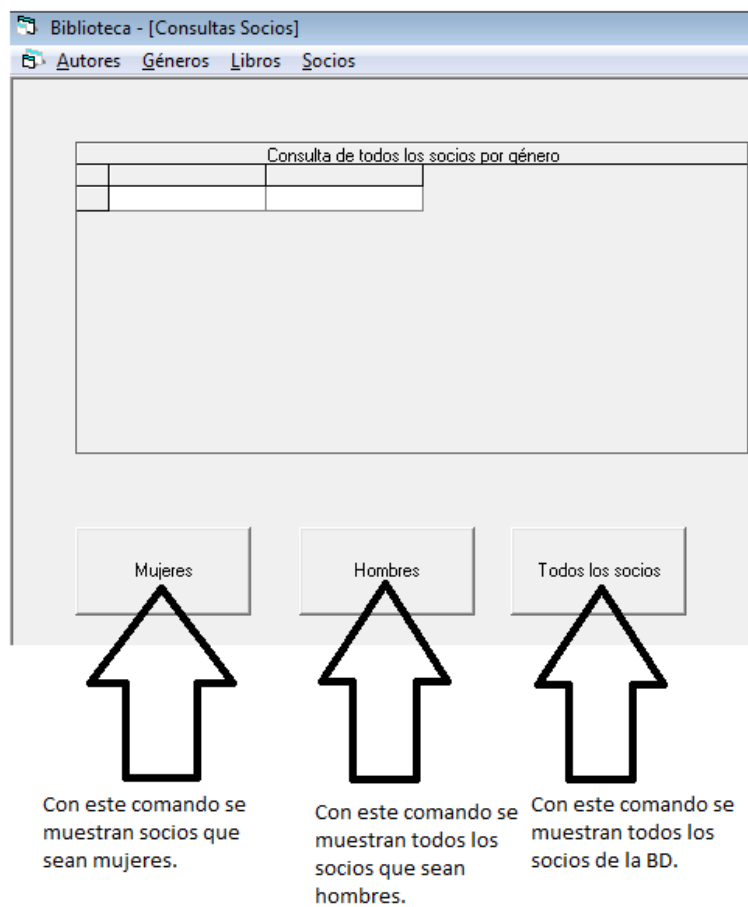 Biblioteca - [Consultas Socios]
Autores Géneros Libros Socios
Consulta de todos los socios por género
Mujeres Hombres Todos los socios
Con este comando se
muestran socios que
sean mujeres.
Con este comando se
muestran todos los
socios que sean
hombres.
Con este comando se
muestran todos los
socios de la BD.